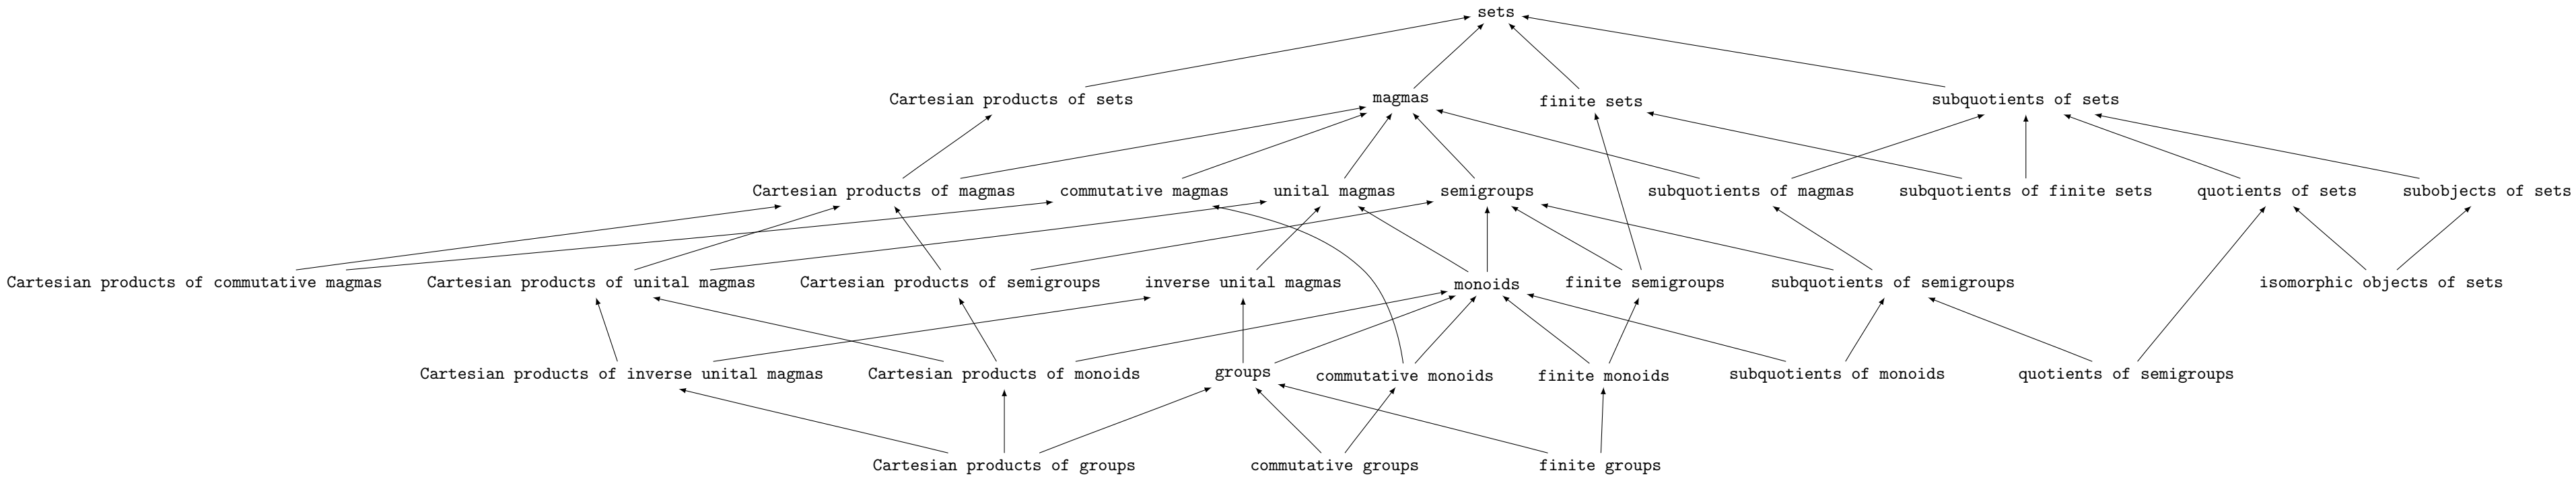 sets
Cartesian products of sets
magmas
finite sets
subquotients of sets
Cartesian products of magmas
commutative magmas
unital magmas
semigroups
subquotients of magmas
subquotients of finite sets
quotients of sets
subobjects of sets
Cartesian products of commutative magmas
Cartesian products of unital magmas
Cartesian products of semigroups
inverse unital magmas
monoids
finite semigroups
subquotients of semigroups
isomorphic objects of sets
Cartesian products of inverse unital magmas
Cartesian products of monoids
groups
commutative monoids
finite monoids
subquotients of monoids
quotients of semigroups
Cartesian products of groups
commutative groups
finite groups